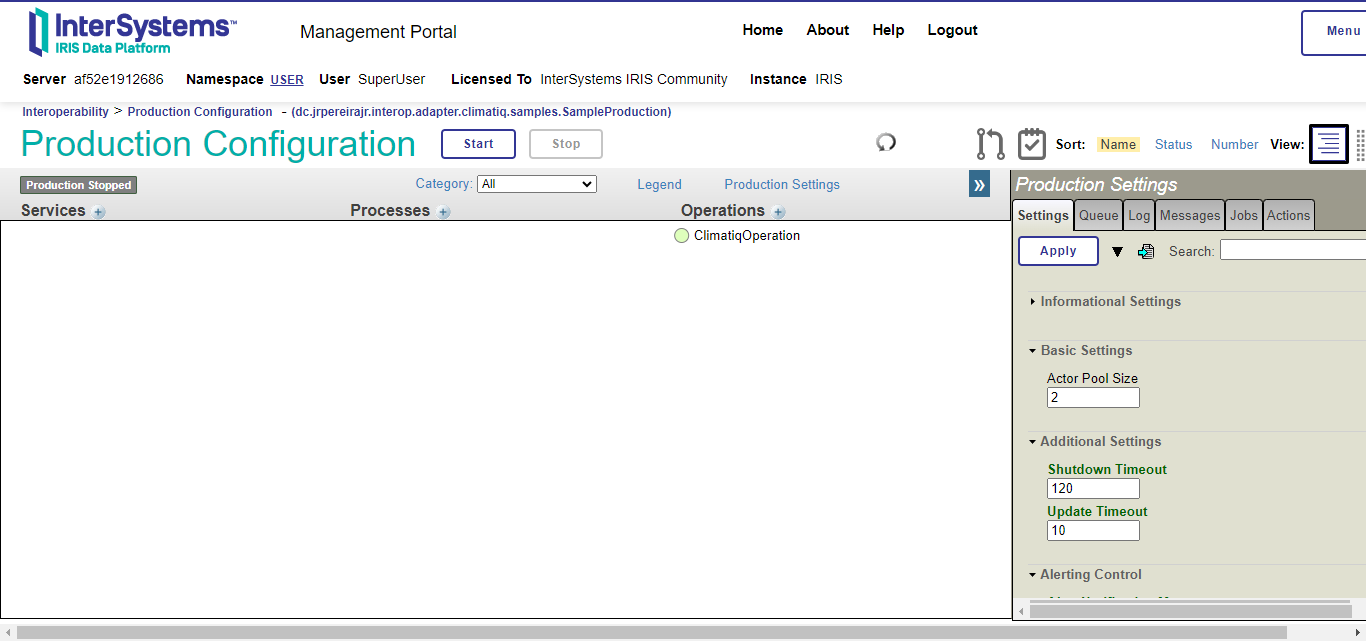 InterSystems™
IRIS Data Platform
Management Portal
Home About Help Logout
Menu
Server af52e1912686 Namespace USER User SuperUser Licensed To InterSystems IRIS Community Instance IRIS
Interoperability > Production Configuration - (dc.jrpereirajr.interop.adapter.climatiq.samples.SampleProduction)
Production Configuration
Start
Stop
Sort: Name Status Number View:
Production Stopped
Category: All
Legend
Production Settings
»
Services
Processes
Operations
ClimatiqOperation
Production Settings
Settings Queue Log Messages Jobs Actions
Apply
Search:
Informational Settings
Basic Settings
Actor Pool Size
2
Additional Settings
Shutdown Timeout
120
Update Timeout
10
Alerting Control